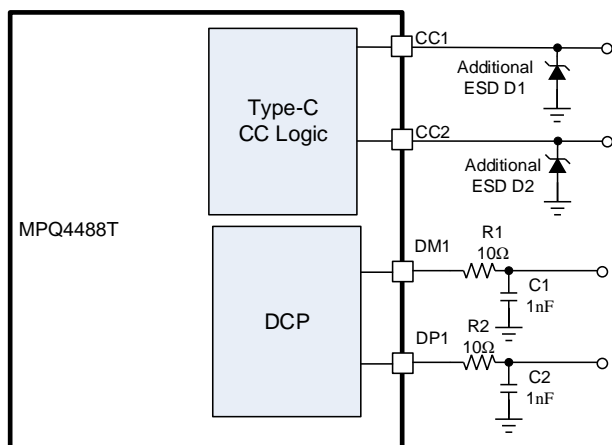 CC1
Additional
ESD D1
Type-C
CC Logic
CC2
Additional
ESD D2
MPQ4488T
DM1
R1
10Ω
C1
1nF
DCP
DP1
R2
10Ω
C2
1nF